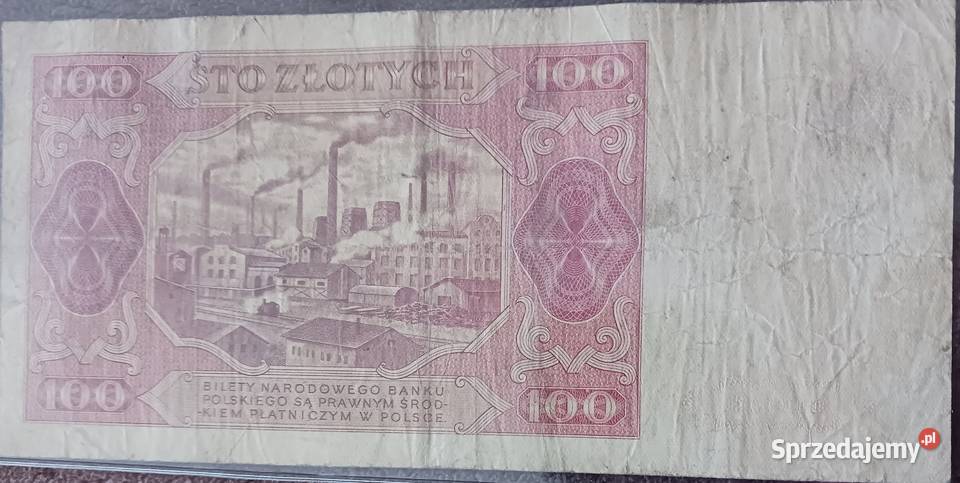 100
STO ZŁOTYCH
100
BILETY NARODOWEGO BANKU
POLSKIEGO SĄ PRAWNYM ŚROD-
-KIEM PŁATNICZYM W POLSCE.
100
100
Sprzedajemy.pl